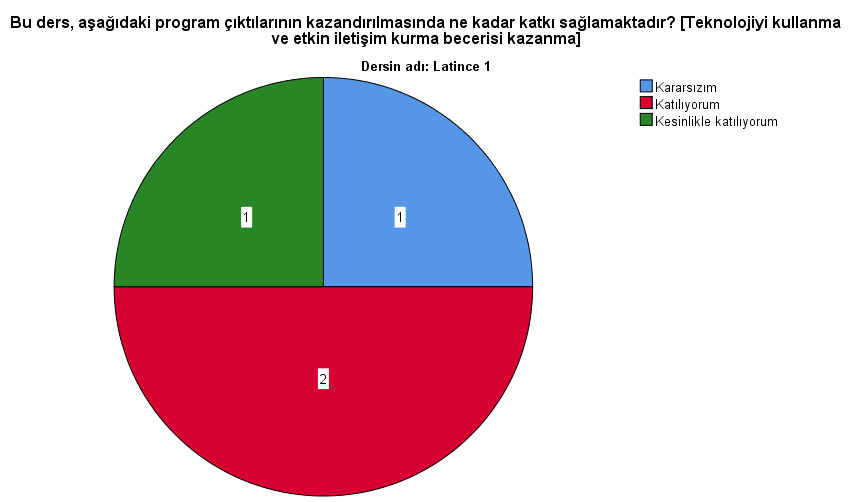 Bu ders, aşağıdaki program çıktılarının kazandırılmasında ne kadar katkı sağlamaktadır? [Teknolojiyi kullanma
ve etkin iletişim kurma becerisi kazanma]
Dersin adı: Latince 1
Kararsızım
Katılıyorum
Kesinlikle katılıyorum
1
1
2